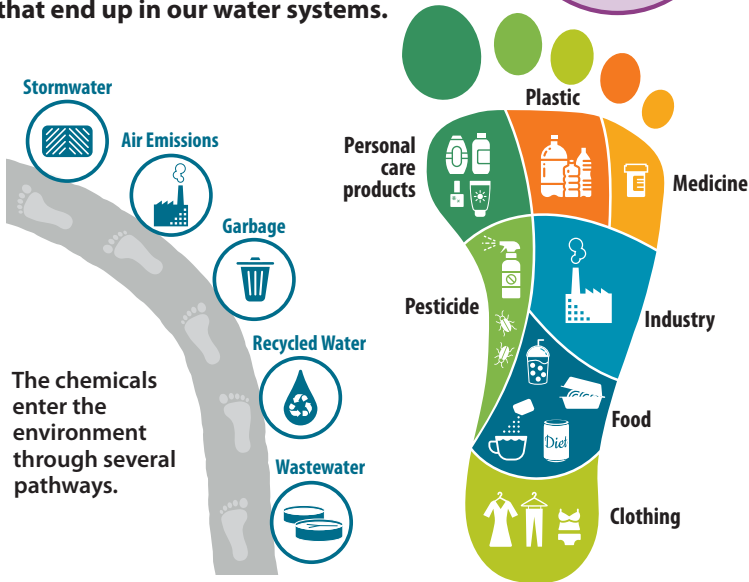 that end up in our water systems.
Stormwater
Air Emissions
Garbage
Recycled Water
Wastewater
The chemicals
enter the
environment
through several
pathways.
Plastic
Personal
care
products
Medicine
Pesticide
Industry
Food
Diet
Clothing